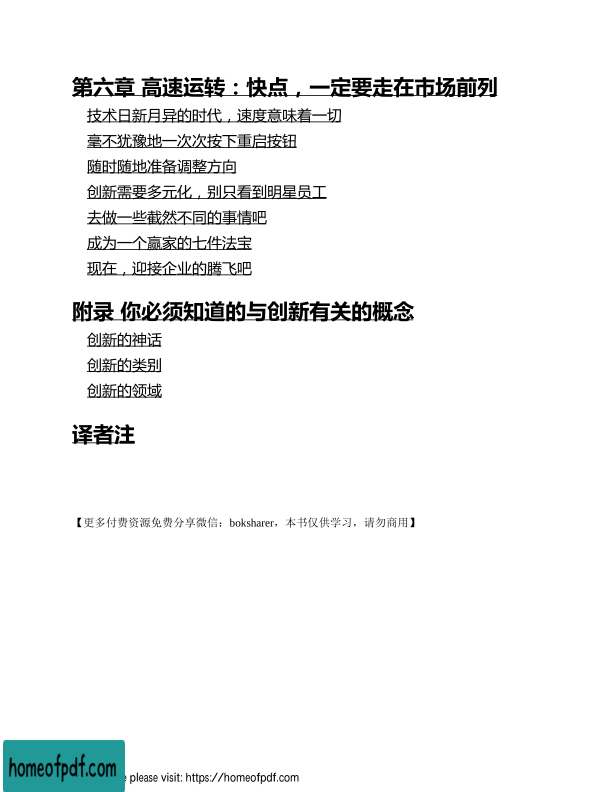 第六章 高速运转：快点，一定要走在市场前列
技术日新月异的时代，速度意味着一切
毫不犹豫地一次次按下重启按钮
随时随地准备调整方向
创新需要多元化，别只看到明星员工
去做一些截然不同的事情吧
成为一个赢家的七件法宝
现在，迎接企业的腾飞吧
附录 你必须知道的与创新有关的概念
创新的神话
创新的类别
创新的领域
译者注
【更多付费资源免费分享微信：boksharer，本书仅供学习，请勿商用】
homeofpdf.com
please visit: https://homeofpdf.com